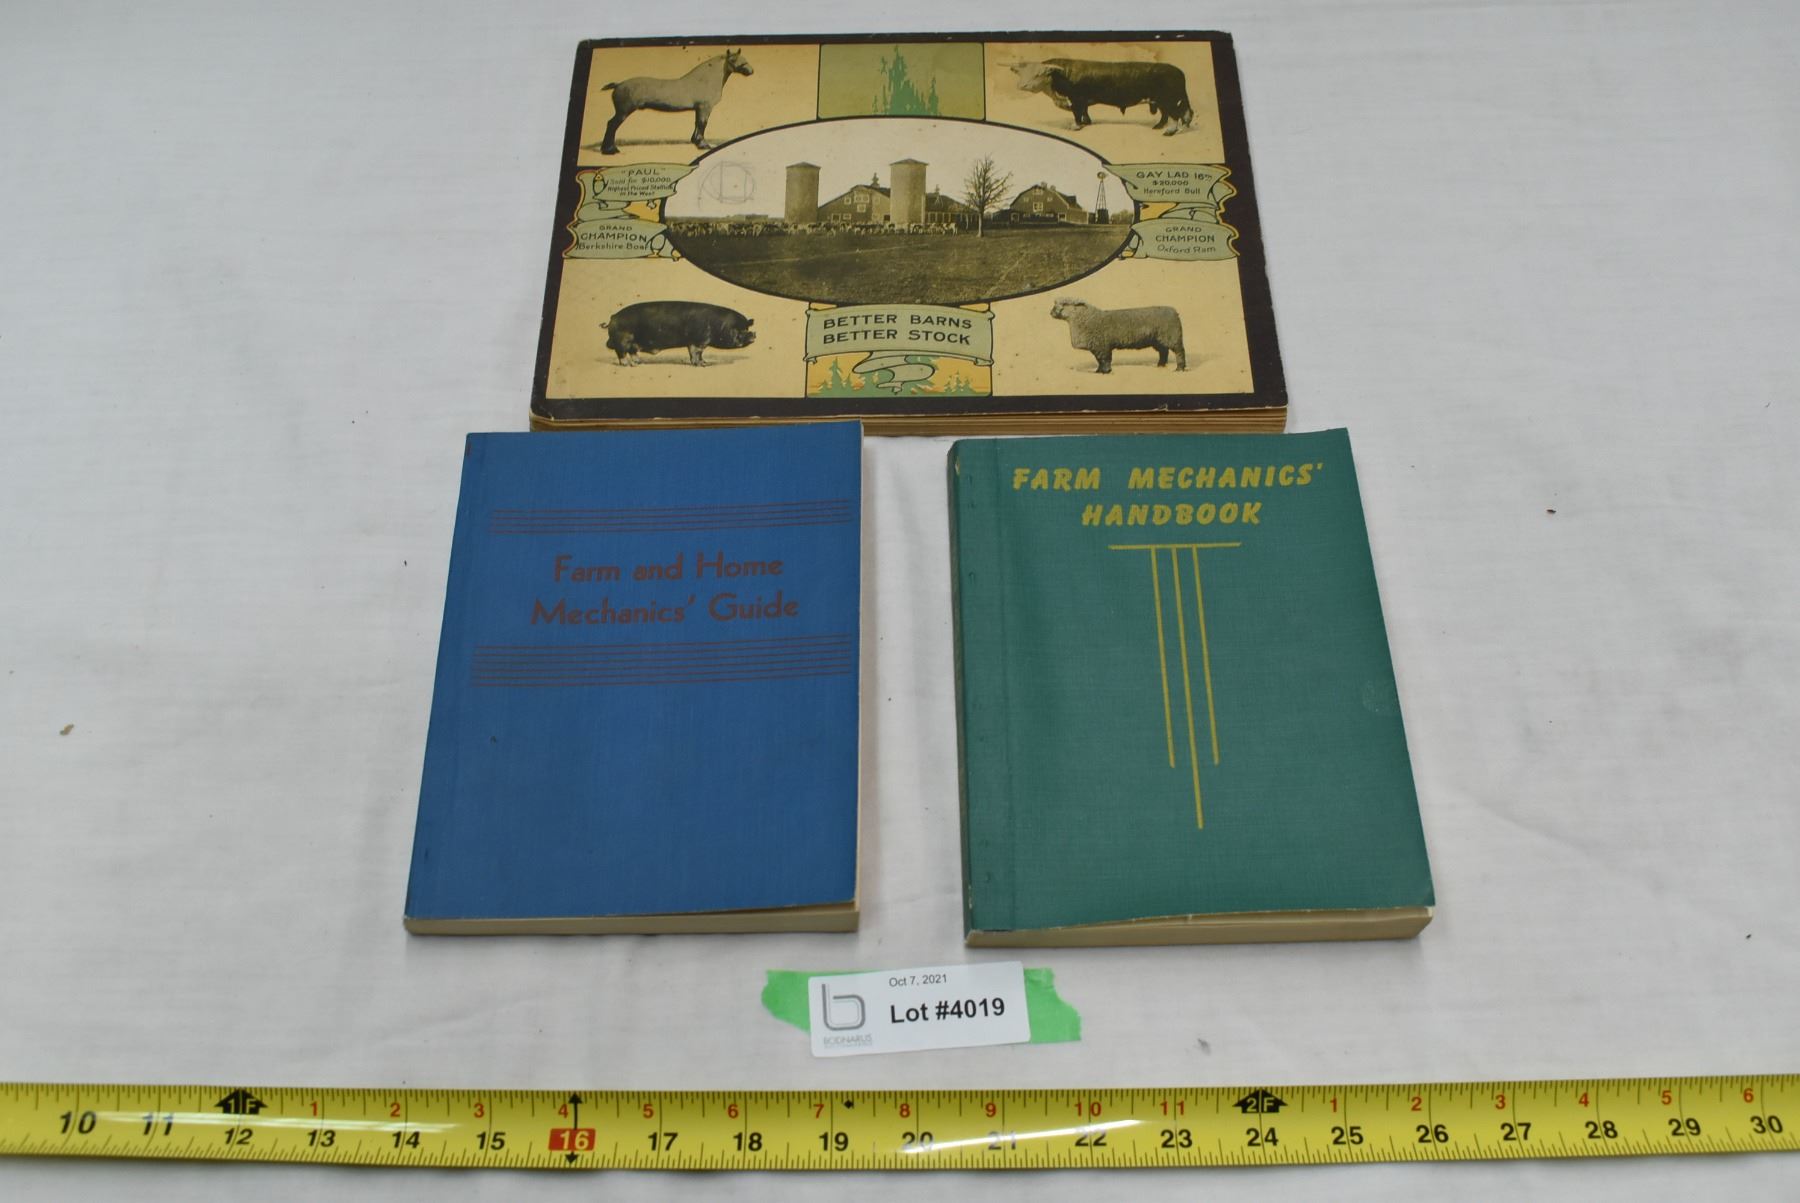 "PAUL"
Sold for $10,000
Highest Priced Stallion
in the West
GRAND
CHAMPION
Berkshire Boar
GAY LAD 16th
$20,000
Hereford Bull
GRAND
CHAMPION
Oxford Ram
BETTER BARNS
BETTER STOCK
Farm and Home
Mechanics' Guide
FARM MECHANICS'
HANDBOOK
Oct 7, 2021
Lot #4019
BODNARUS
1F 1 2 3 4 5 6 7 8 9 10 11 2F 1 2 3 4 5 6
10 11 12 13 14 15 16 17 18 19 20 21 22 23 24 25 26 27 28 29 30